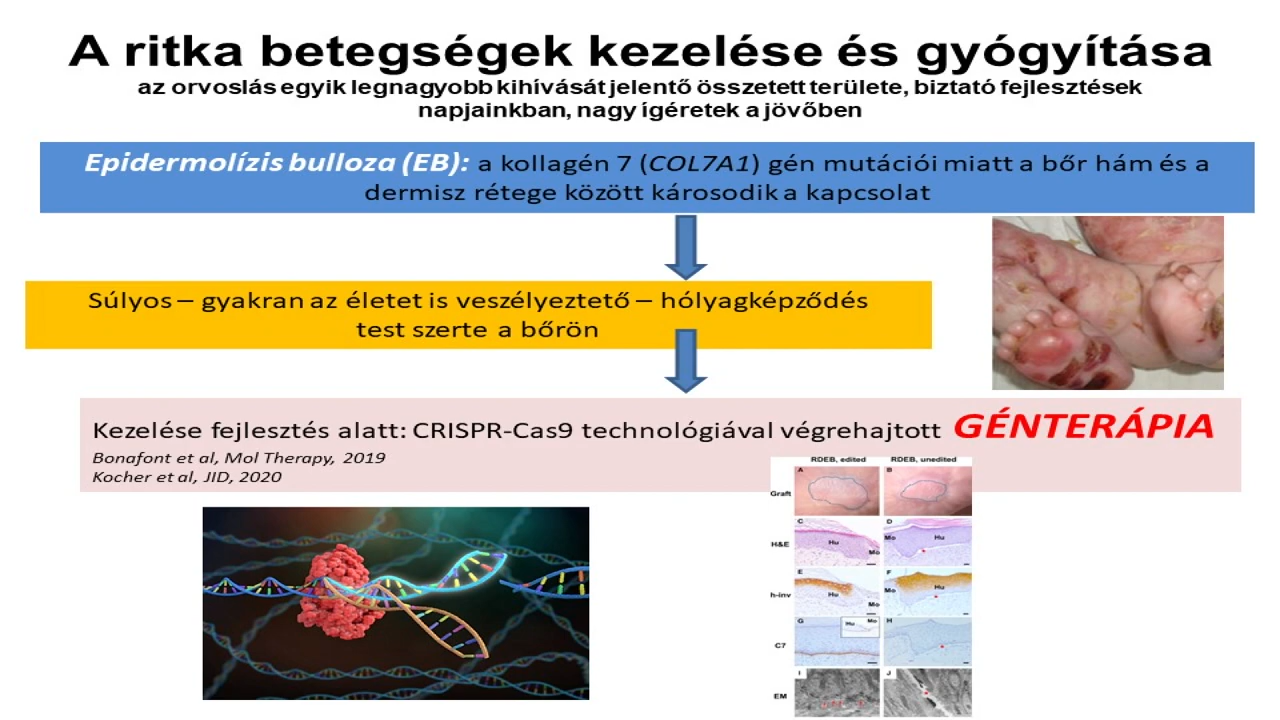 A ritka betegségek kezelése és gyógyítása
az orvoslás egyik legnagyobb kihívását jelentő összetett területe, biztató fejlesztések
napjainkban, nagy ígéretek a jövőben
Epidermolízis bulloza (EB): a kollagén 7 (COL7A1) gén mutációi miatt a bőr hám és a
dermisz rétege között károsodik a kapcsolat
Súlyos – gyakran az életet is veszélyeztető – hólyagképződés
test szerte a bőrön
Kezelése fejlesztés alatt: CRISPR-Cas9 technológiával végrehajtott GÉNTERÁPIA
Bonafont et al, Mol Therapy, 2019
Kocher et al, JID, 2020
RDEB, edited RDEB, unedited
A B
Graft
C D
H&E Hu Mo Mo Hu
E F
h-inv Hu Mo Mo Hu
G Hu Mo H
C7
I J
EM